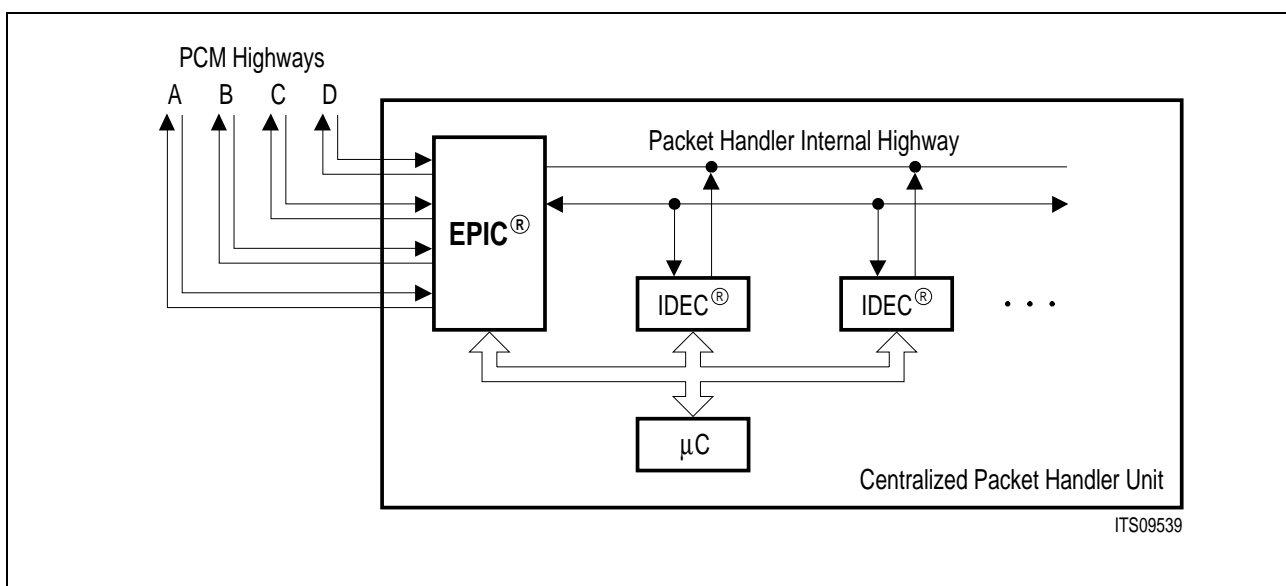 PCM Highways
A B C D
Packet Handler Internal Highway
EPIC®
IDEC®
IDEC®
. . .
μC
Centralized Packet Handler Unit
ITS09539